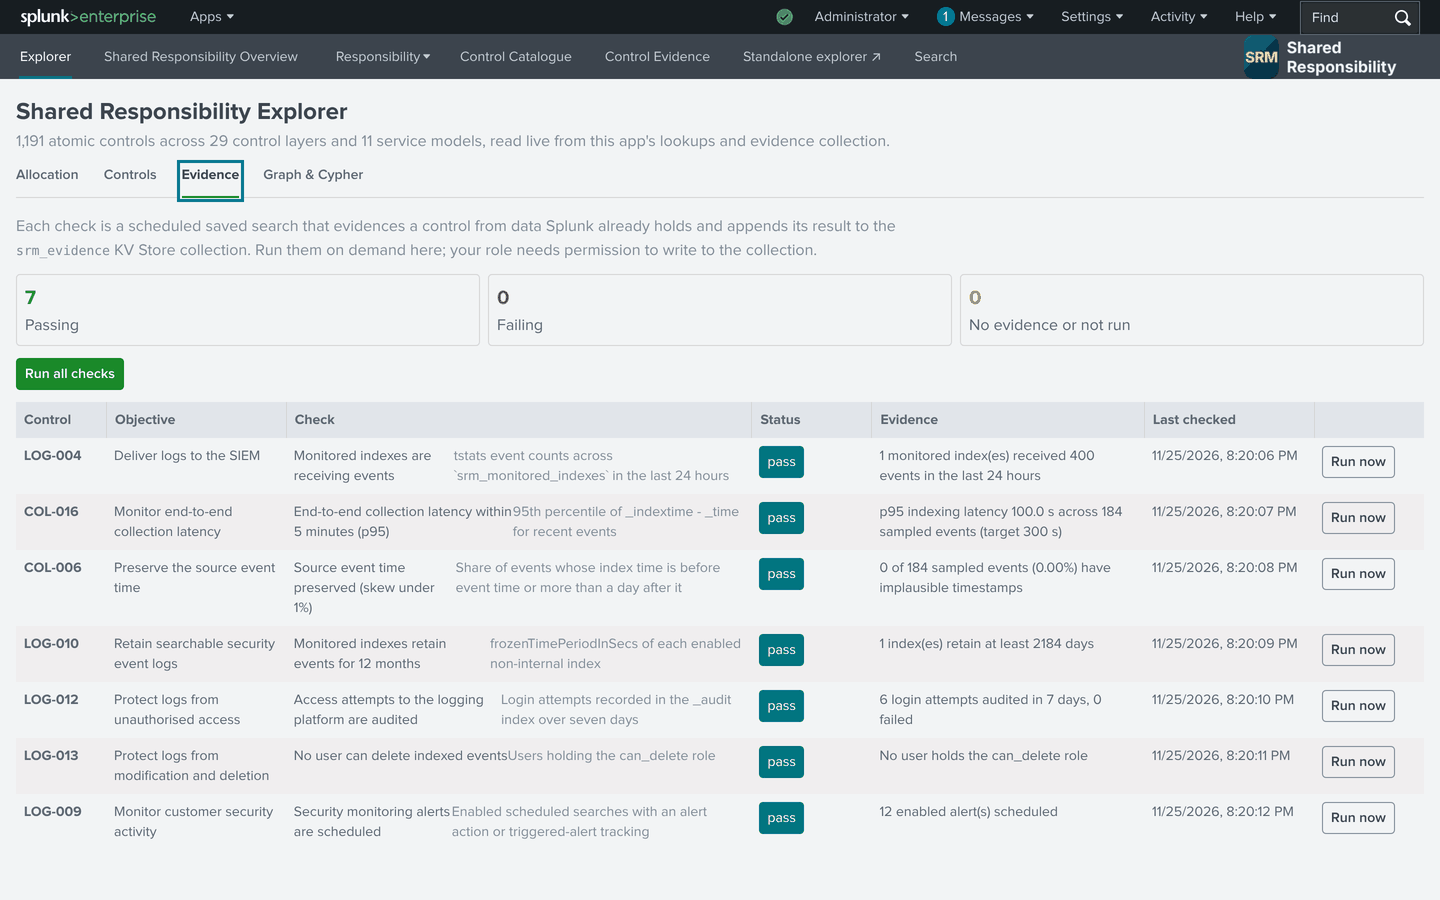 splunk>enterprise Apps Administrator 1 Messages Settings Activity Help Find
Explorer Shared Responsibility Overview Responsibility Control Catalogue Control Evidence Standalone explorer ↗ Search SRM Shared Responsibility
Shared Responsibility Explorer
1,191 atomic controls across 29 control layers and 11 service models, read live from this app's lookups and evidence collection.
Allocation Controls Evidence Graph & Cypher
Each check is a scheduled saved search that evidences a control from data Splunk already holds and appends its result to the
srm_evidence KV Store collection. Run them on demand here; your role needs permission to write to the collection.
7
Passing
0
Failing
0
No evidence or not run
Run all checks
Control Objective Check Status Evidence Last checked
LOG-004 Deliver logs to the SIEM Monitored indexes are tstats event counts across pass 1 monitored index(es) received 400 11/25/2026, 8:20:06 PM Run now
receiving events `srm_monitored_indexes` in the last 24 hours events in the last 24 hours
COL-016 Monitor end-to-end End-to-end collection latency within 95th percentile of _indextime - _time pass p95 indexing latency 100.0 s across 184 11/25/2026, 8:20:07 PM Run now
collection latency 5 minutes (p95) for recent events sampled events (target 300 s)
COL-006 Preserve the source event Source event time Share of events whose index time is before pass 0 of 184 sampled events (0.00%) have 11/25/2026, 8:20:08 PM Run now
time preserved (skew under event time or more than a day after it implausible timestamps
1%)
LOG-010 Retain searchable security Monitored indexes retain frozenTimePeriodInSecs of each enabled pass 1 index(es) retain at least 2184 days 11/25/2026, 8:20:09 PM Run now
event logs events for 12 months non-internal index
LOG-012 Protect logs from Access attempts to the logging Login attempts recorded in the _audit pass 6 login attempts audited in 7 days, 0 11/25/2026, 8:20:10 PM Run now
unauthorised access platform are audited index over seven days failed
LOG-013 Protect logs from No user can delete indexed events Users holding the can_delete role pass No user holds the can_delete role 11/25/2026, 8:20:11 PM Run now
modification and deletion
LOG-009 Monitor customer security Security monitoring alerts Enabled scheduled searches with an alert pass 12 enabled alert(s) scheduled 11/25/2026, 8:20:12 PM Run now
activity are scheduled action or triggered-alert tracking